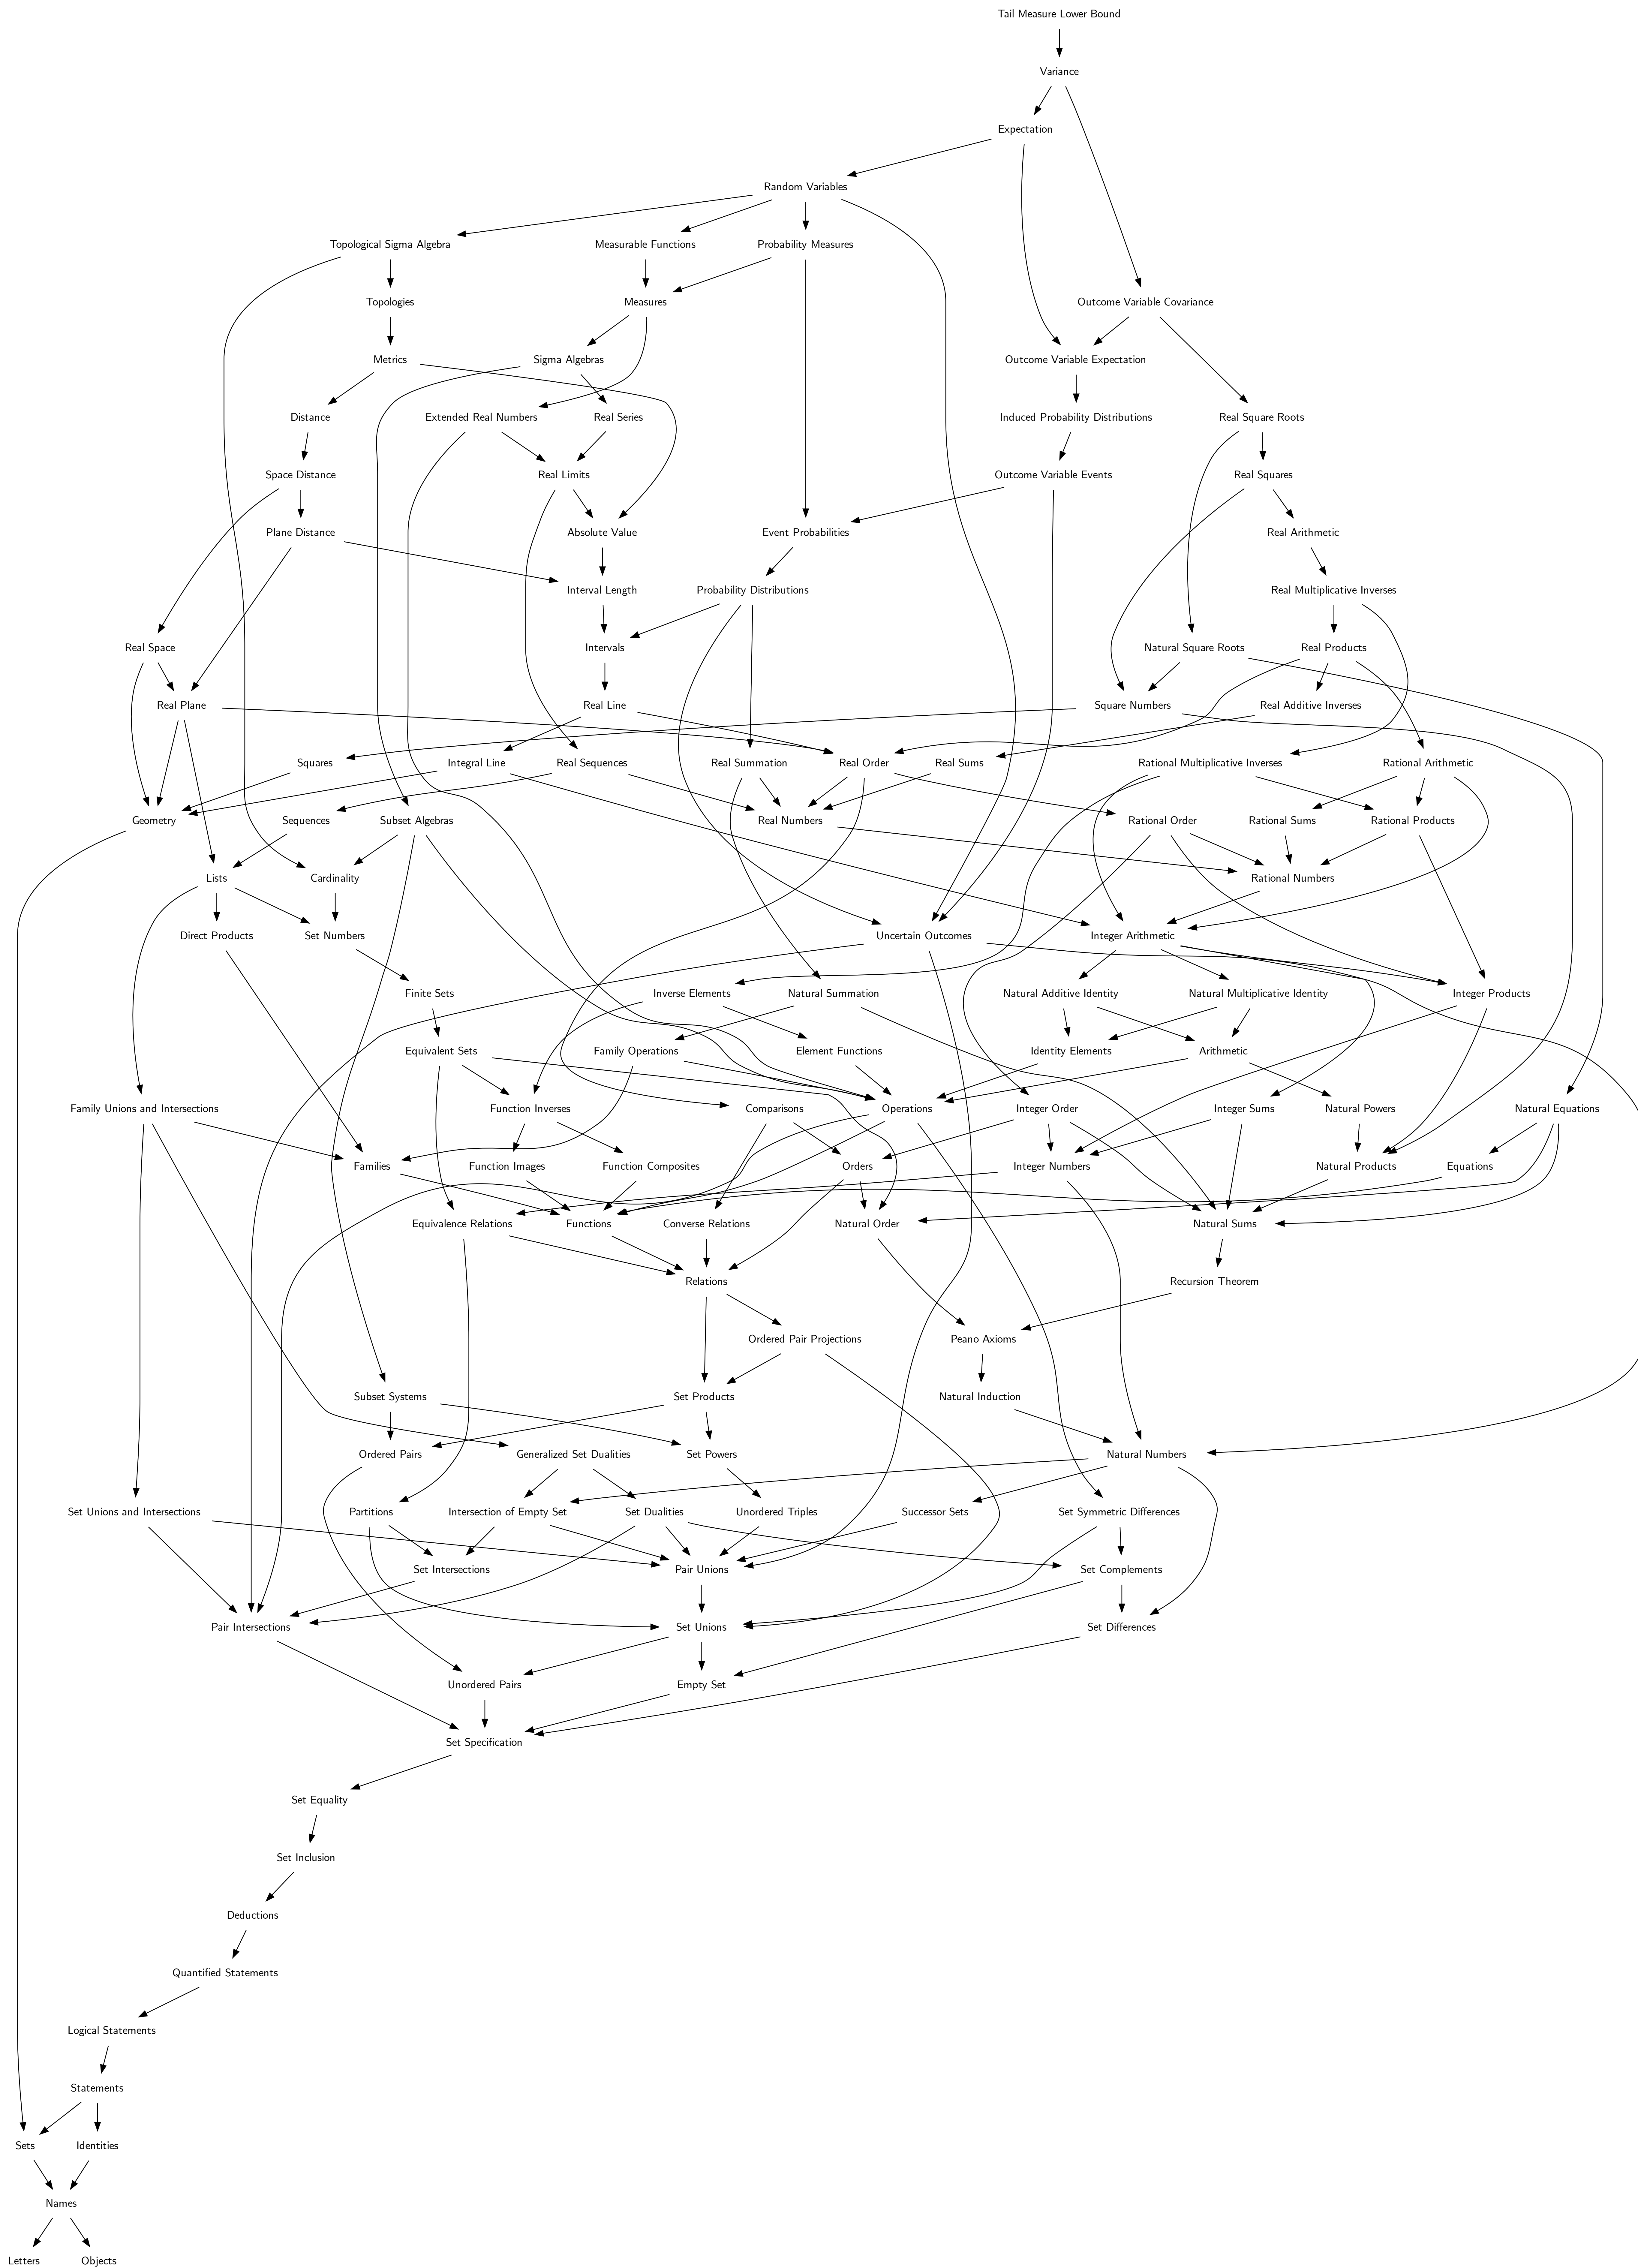 Tail Measure Lower Bound
Variance
Expectation
Random Variables
Topological Sigma Algebra
Measurable Functions
Probability Measures
Topologies
Measures
Outcome Variable Covariance
Metrics
Sigma Algebras
Outcome Variable Expectation
Distance
Extended Real Numbers
Real Series
Induced Probability Distributions
Real Square Roots
Space Distance
Real Limits
Outcome Variable Events
Real Squares
Plane Distance
Absolute Value
Event Probabilities
Real Arithmetic
Interval Length
Probability Distributions
Real Multiplicative Inverses
Real Space
Intervals
Natural Square Roots
Real Products
Real Plane
Real Line
Square Numbers
Real Additive Inverses
Squares
Integral Line
Real Sequences
Real Summation
Real Order
Real Sums
Rational Multiplicative Inverses
Rational Arithmetic
Geometry
Sequences
Subset Algebras
Real Numbers
Rational Order
Rational Sums
Rational Products
Lists
Cardinality
Rational Numbers
Direct Products
Set Numbers
Uncertain Outcomes
Integer Arithmetic
Finite Sets
Inverse Elements
Natural Summation
Natural Additive Identity
Natural Multiplicative Identity
Integer Products
Equivalent Sets
Family Operations
Element Functions
Identity Elements
Arithmetic
Family Unions and Intersections
Function Inverses
Comparisons
Operations
Integer Order
Integer Sums
Natural Powers
Natural Equations
Families
Function Images
Function Composites
Orders
Integer Numbers
Natural Products
Equations
Equivalence Relations
Functions
Converse Relations
Natural Order
Natural Sums
Relations
Recursion Theorem
Ordered Pair Projections
Peano Axioms
Subset Systems
Set Products
Natural Induction
Ordered Pairs
Generalized Set Dualities
Set Powers
Natural Numbers
Set Unions and Intersections
Partitions
Intersection of Empty Set
Set Dualities
Unordered Triples
Successor Sets
Set Symmetric Differences
Set Intersections
Pair Unions
Set Complements
Pair Intersections
Set Unions
Set Differences
Unordered Pairs
Empty Set
Set Specification
Set Equality
Set Inclusion
Deductions
Quantified Statements
Logical Statements
Statements
Sets
Identities
Names
Letters
Objects